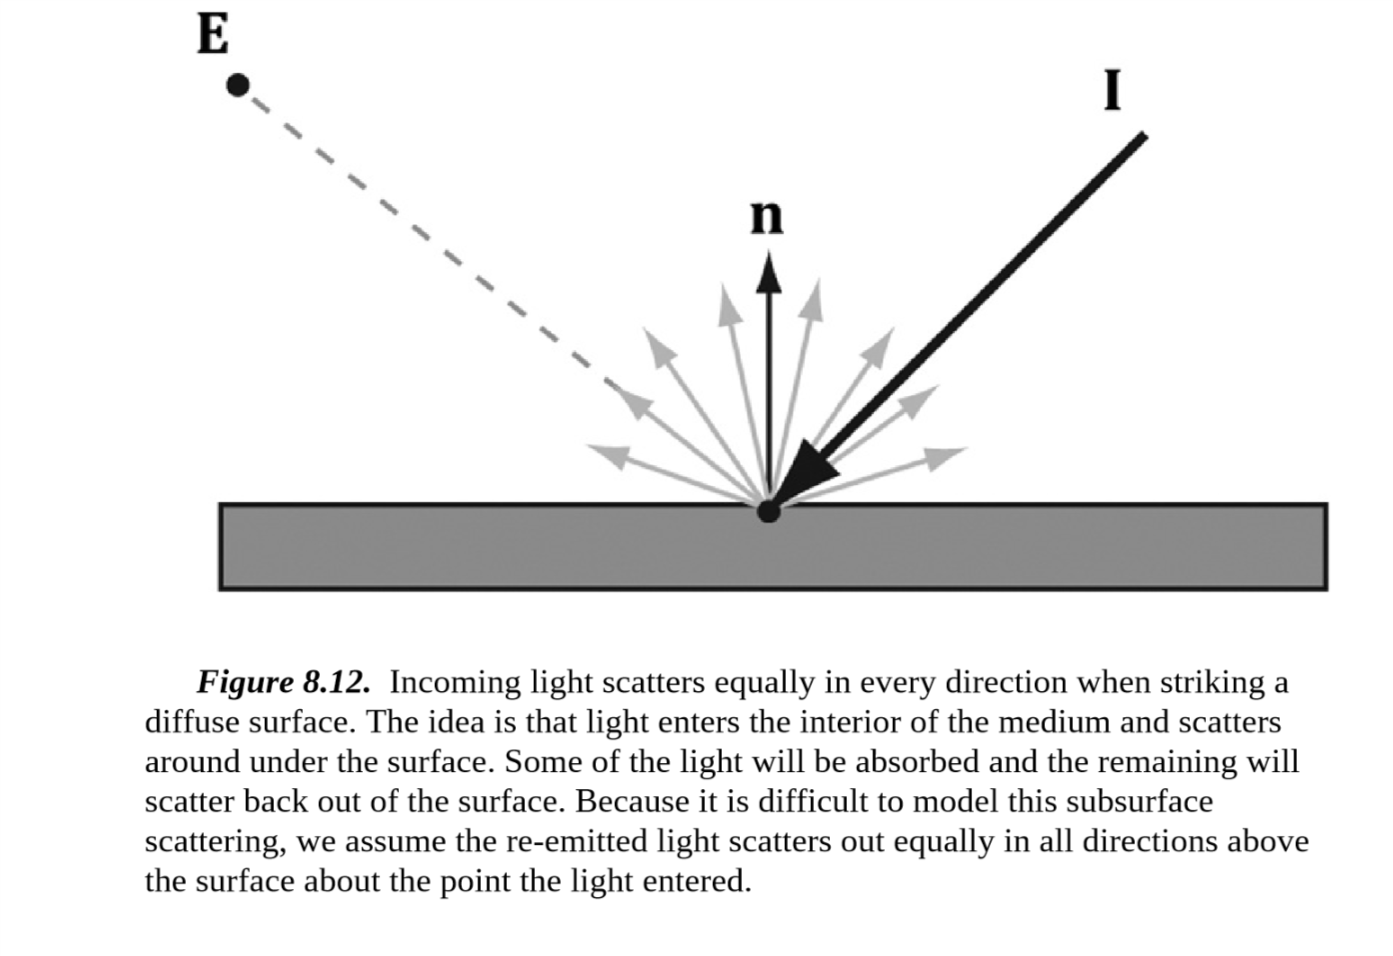 E
I
n
Figure 8.12. Incoming light scatters equally in every direction when striking a
diffuse surface. The idea is that light enters the interior of the medium and scatters
around under the surface. Some of the light will be absorbed and the remaining will
scatter back out of the surface. Because it is difficult to model this subsurface
scattering, we assume the re-emitted light scatters out equally in all directions above
the surface about the point the light entered.